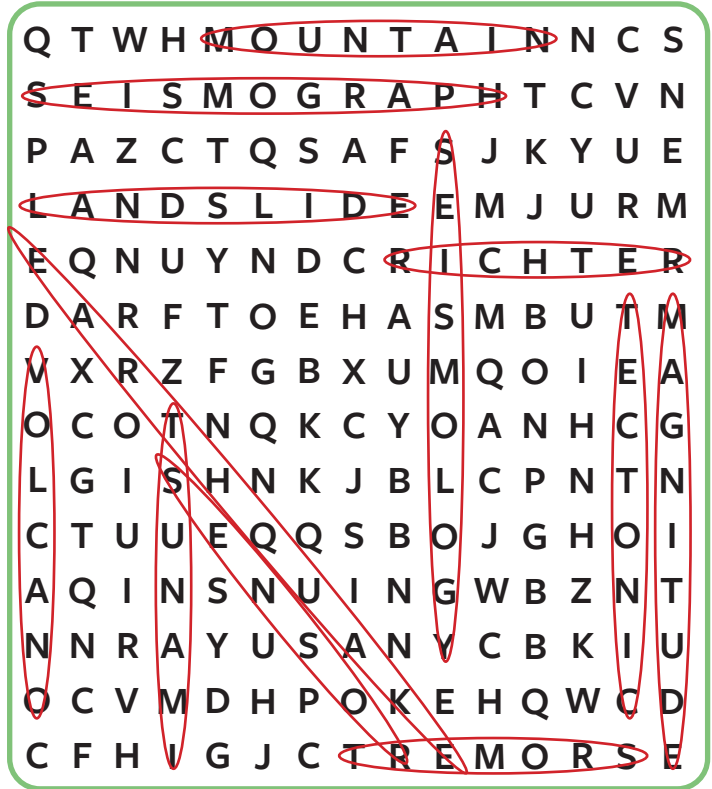 Q T W H M O U N T A I N N C S
S E I S M O G R A P H T C V N
P A Z C T Q S A F S J K Y U E
L A N D S L I D E E M J U R M
E Q N U Y N D C R I C H T E R
D A R F T O E H A S M B U T M
V X R Z F G B X U M Q O I E A
O C O T N Q K C Y O A N H C G
L G I S H N K J B L C P N T N
C T U U E Q Q S B O J G H O I
A Q I N S N U I N G W B Z N T
N N R A Y U S A N Y C B K I U
O C V M D H P O K E H Q W C D
C F H I G J C T R E M O R S E